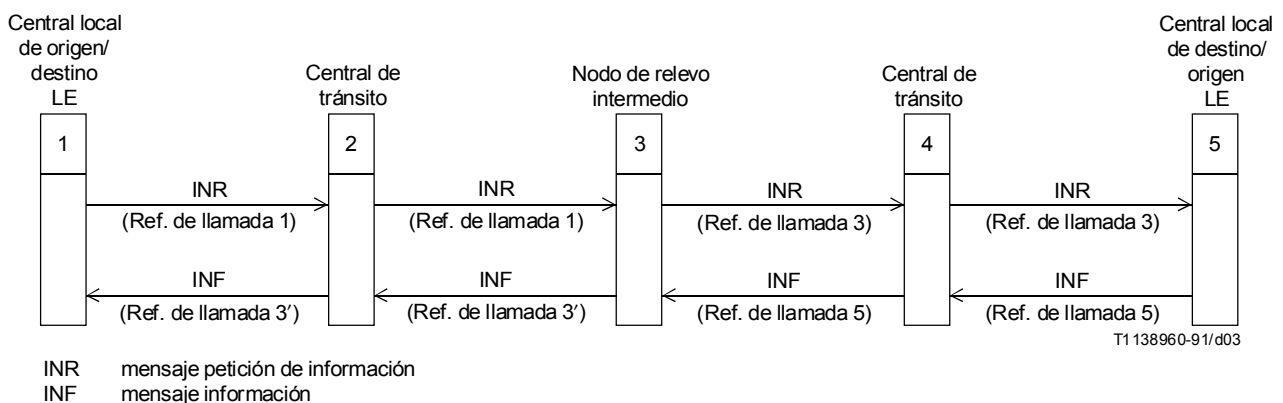 Central local
de origen/
destino
LE
Central de
tránsito
Nodo de relevo
intermedio
Central de
tránsito
Central local
de destino/
origen
LE
1
2
3
4
5
INR
(Ref. de llamada 1)
INR
(Ref. de llamada 1)
INR
(Ref. de llamada 3)
INR
(Ref. de llamada 3)
INF
(Ref. de llamada 3′)
INF
(Ref. de llamada 3′)
INF
(Ref. de llamada 5)
INF
(Ref. de llamada 5)
T1138960-91/d03
INR mensaje petición de información
INF mensaje información